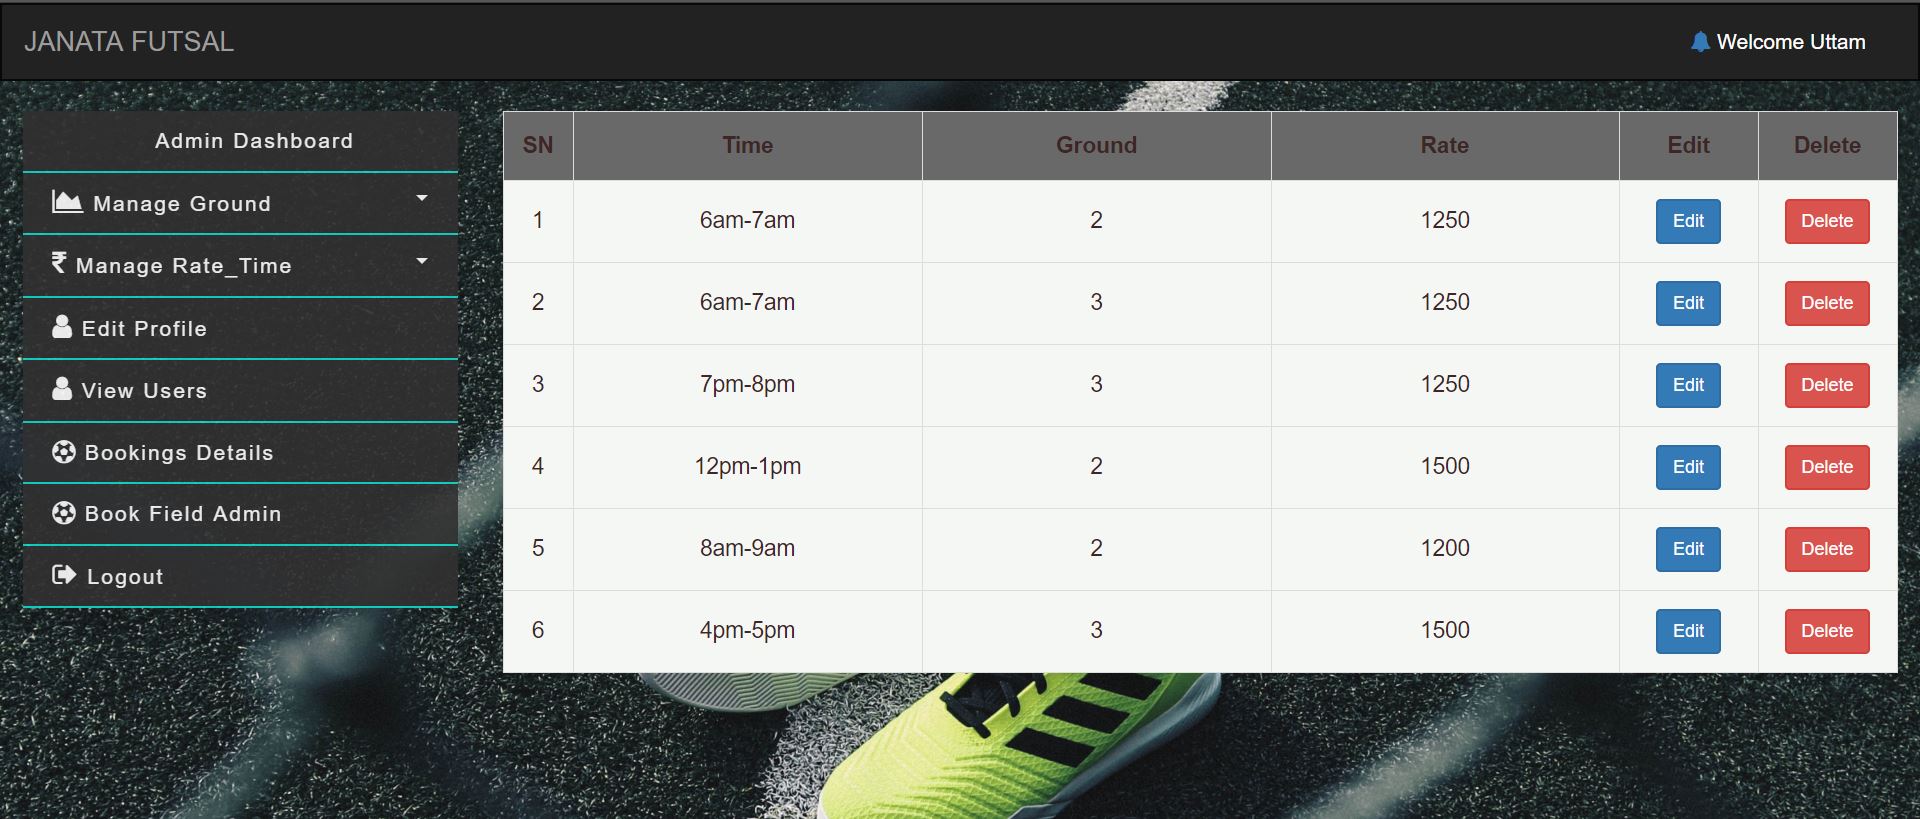 JANATA FUTSAL
Welcome Uttam
Admin Dashboard
Manage Ground
Manage Rate_Time
Edit Profile
View Users
Bookings Details
Book Field Admin
Logout
SN Time Ground Rate Edit Delete
1 6am-7am 2 1250 Edit Delete
2 6am-7am 3 1250 Edit Delete
3 7pm-8pm 3 1250 Edit Delete
4 12pm-1pm 2 1500 Edit Delete
5 8am-9am 2 1200 Edit Delete
6 4pm-5pm 3 1500 Edit Delete